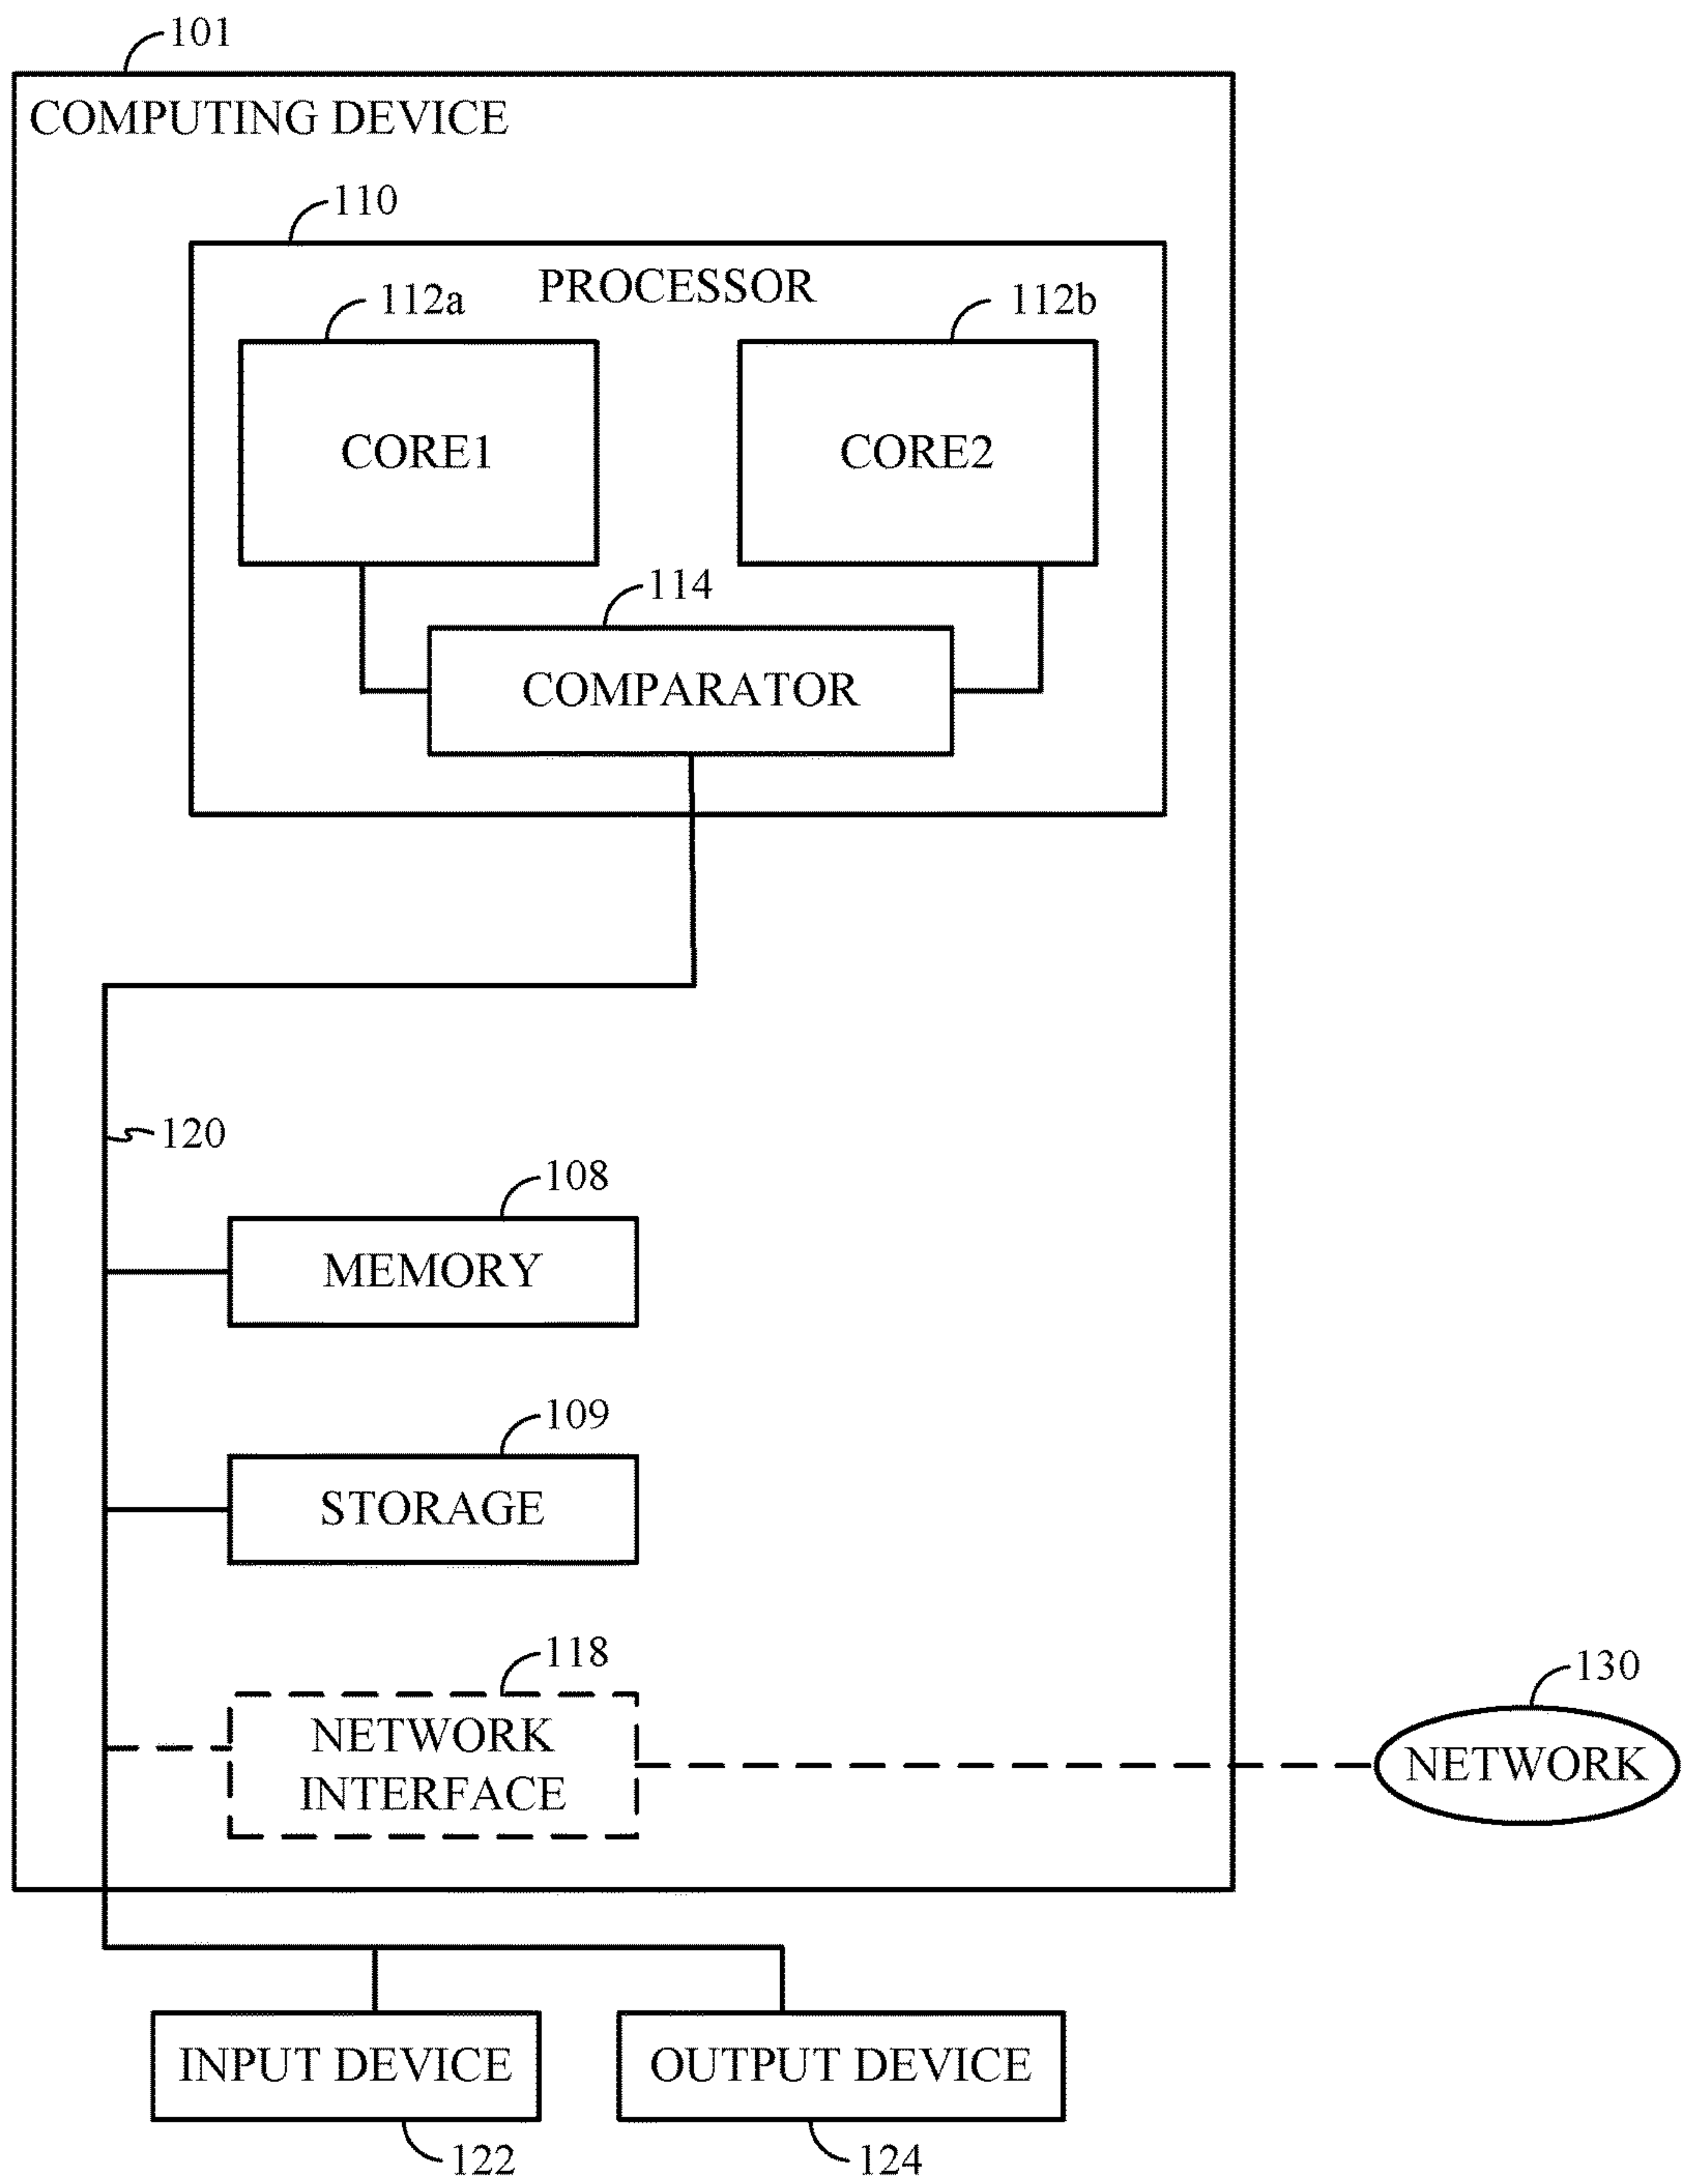 101
COMPUTING DEVICE
110
PROCESSOR
112a
112b
CORE1
CORE2
114
COMPARATOR
120
108
MEMORY
109
STORAGE
118
NETWORK
INTERFACE
130
NETWORK
INPUT DEVICE
OUTPUT DEVICE
122
124